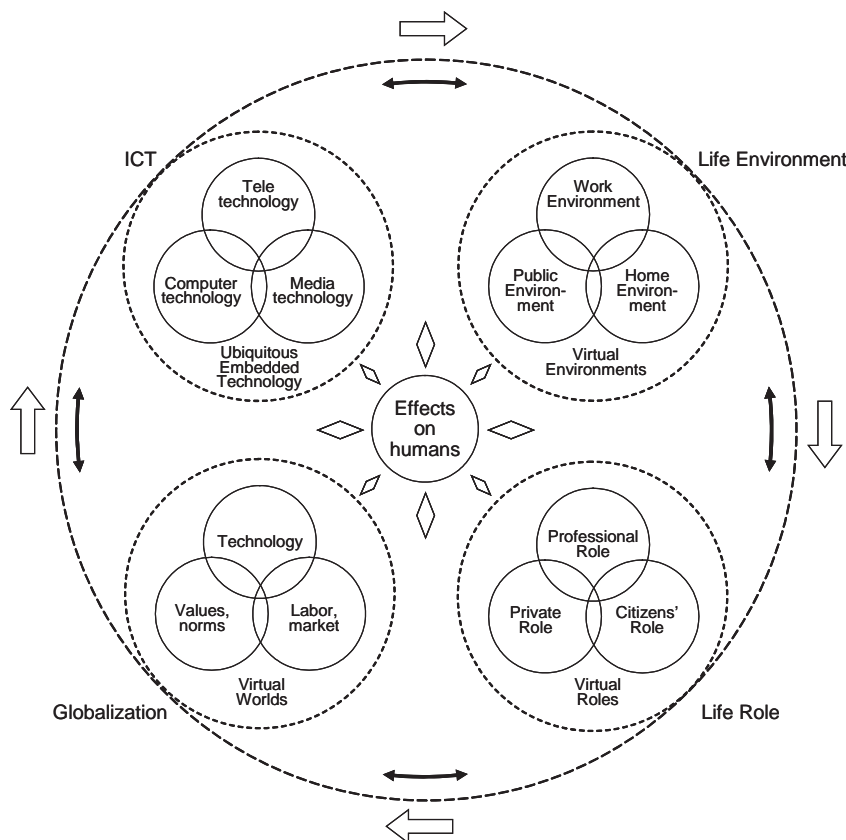 ICT
Tele
technology
Computer
technology
Media
technology
Ubiquitous
Embedded
Technology
Life Environment
Work
Environment
Public
Environ-
ment
Home
Environ-
ment
Virtual
Environments
Effects
on
humans
Globalization
Technology
Values,
norms
Labor,
market
Virtual
Worlds
Life Role
Professional
Role
Private
Role
Citizens'
Role
Virtual
Roles